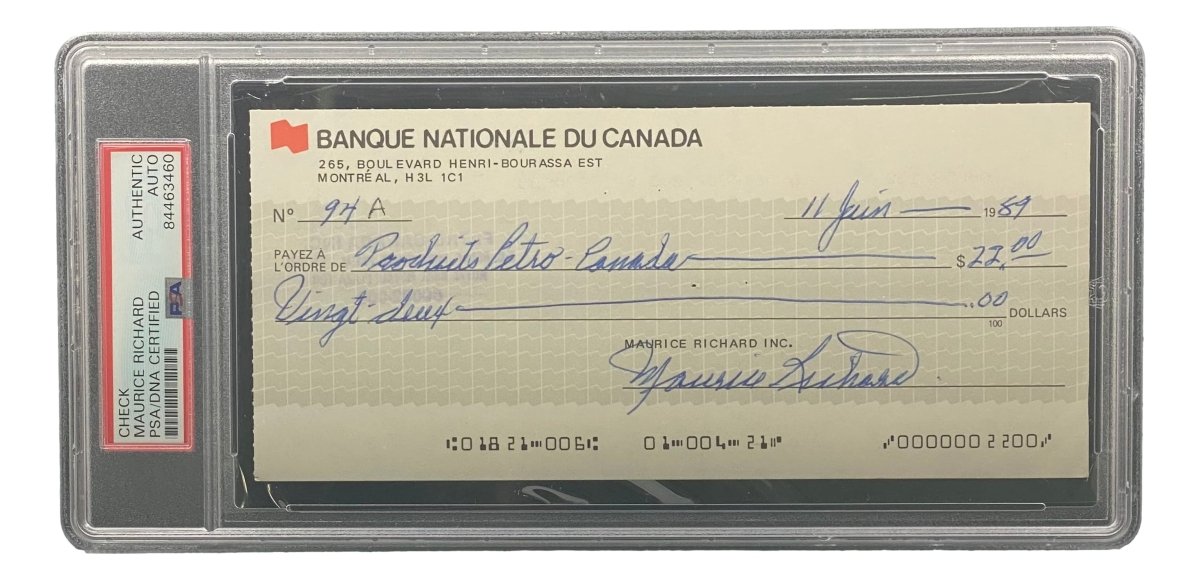 CHECK
MAURICE RICHARD
PSA/DNA CERTIFIED
PSA
AUTHENTIC
AUTO
84463460
BANQUE NATIONALE DU CANADA
265, BOULEVARD HENRI-BOURASSA EST
MONTRÉAL, H3L 1C1
Nº 94 A 11 Juin 1989
PAYEZ À
L'ORDRE DE Produits Petro-Canada $ 22.00
Vingt-deux .00
100 DOLLARS
MAURICE RICHARD INC.
Maurice Richard
⑆01821⑉006⑆ 01⑉004⑉21⑈ ⑇0000002200⑇